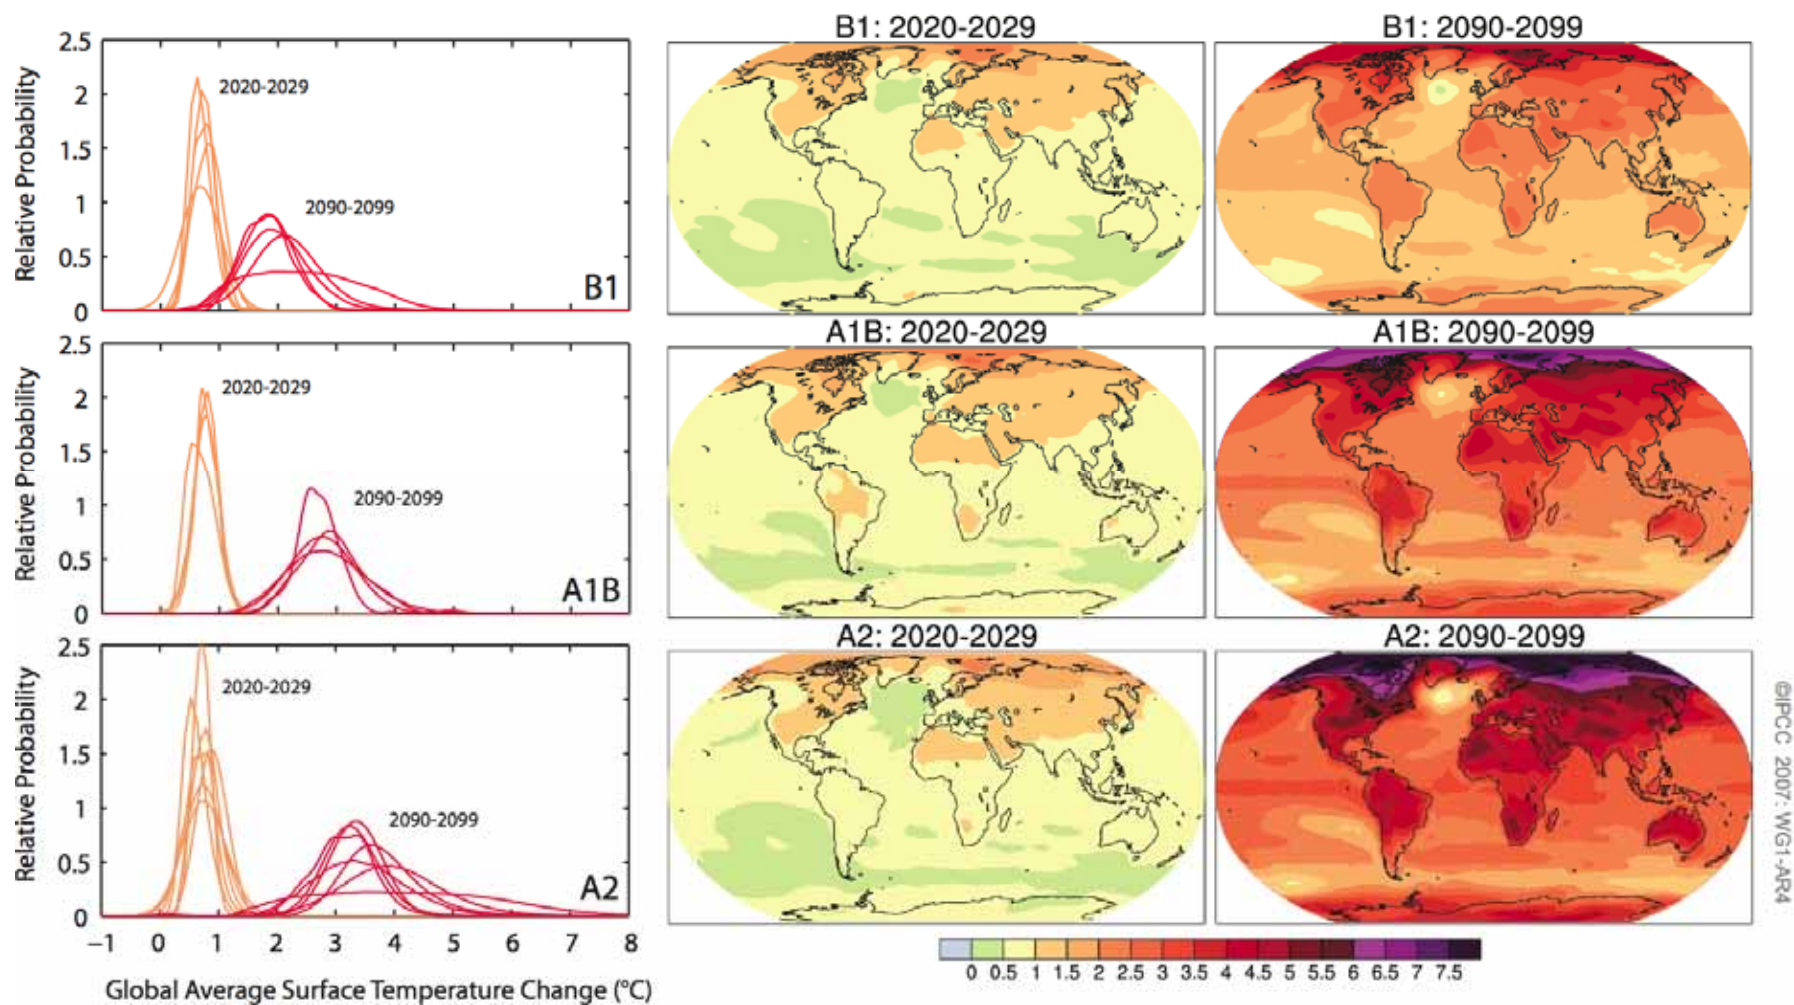 B1: 2020-2029
B1: 2090-2099
2.5
2
1.5
1
0.5
0
Relative Probability
2020-2029
2090-2099
B1
A1B: 2020-2029
A1B: 2090-2099
2.5
2
1.5
1
0.5
0
Relative Probability
2020-2029
2090-2099
A1B
A2: 2020-2029
A2: 2090-2099
2.5
2
1.5
1
0.5
0
Relative Probability
2020-2029
2090-2099
A2
−1 0 1 2 3 4 5 6 7 8
Global Average Surface Temperature Change (°C)
0 0.5 1 1.5 2 2.5 3 3.5 4 4.5 5 5.5 6 6.5 7 7.5
©IPCC 2007: WG1-AR4